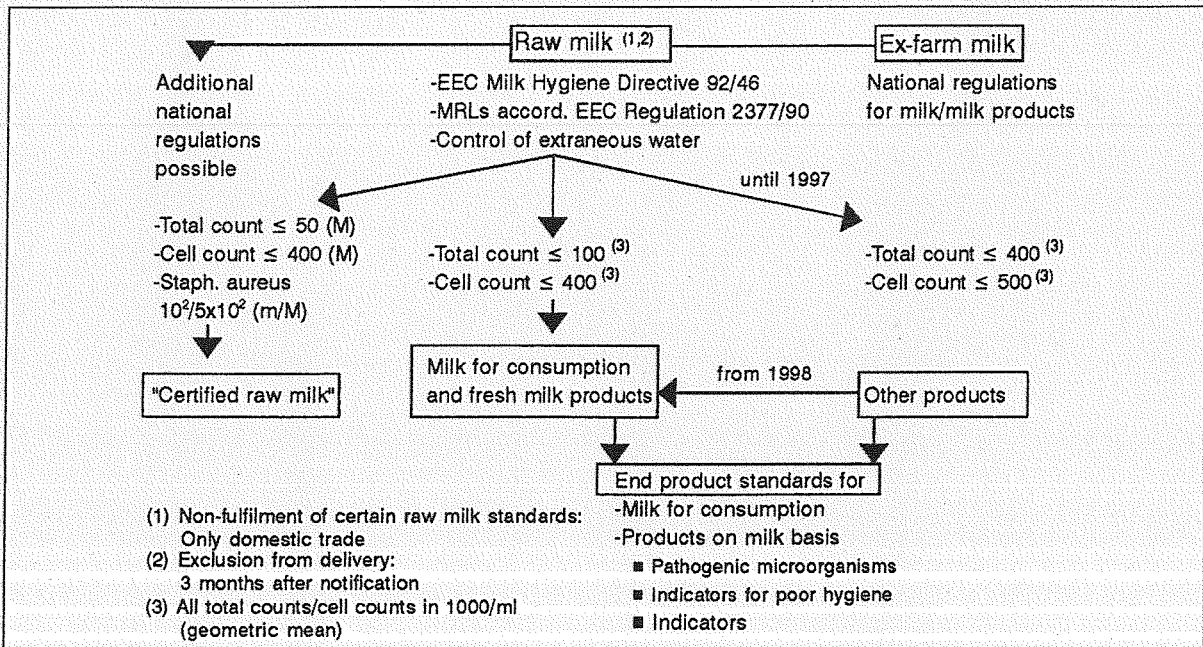 Raw milk (1,2)
Ex-farm milk
Additional
national
regulations
possible
-EEC Milk Hygiene Directive 92/46
-MRLs accord. EEC Regulation 2377/90
-Control of extraneous water
National regulations
for milk/milk products
until 1997
-Total count ≤ 50 (M)
-Cell count ≤ 400 (M)
-Staph. aureus
10²/5x10² (m/M)
-Total count ≤ 100 (3)
-Cell count ≤ 400 (3)
-Total count ≤ 400 (3)
-Cell count ≤ 500 (3)
"Certified raw milk"
Milk for consumption
and fresh milk products
from 1998
Other products
End product standards for
-Milk for consumption
-Products on milk basis
■ Pathogenic microorganisms
■ Indicators for poor hygiene
■ Indicators
(1) Non-fulfilment of certain raw milk standards:
Only domestic trade
(2) Exclusion from delivery:
3 months after notification
(3) All total counts/cell counts in 1000/ml
(geometric mean)